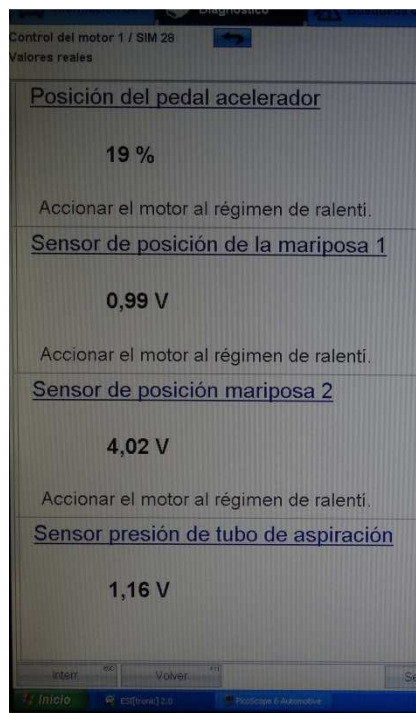 Diagnóstico
Control del motor 1 / SIM 28
Valores reales
Posición del pedal acelerador
19 %
Accionar el motor al régimen de ralentí.
Sensor de posición de la mariposa 1
0,99 V
Accionar el motor al régimen de ralentí.
Sensor de posición mariposa 2
4,02 V
Accionar el motor al régimen de ralentí.
Sensor presión de tubo de aspiración
1,16 V
Interr
Volver
Inicio
ESI[tronic] 2.0
PicoScope 6 Automotive